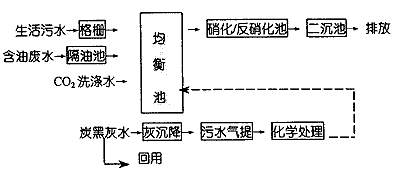 生活污水 格栅 均衡池 硝化/反硝化池 二沉池 排放
含油废水 隔油池
CO2洗涤水
炭黑灰水 灰沉降 污水气提 化学处理
回用